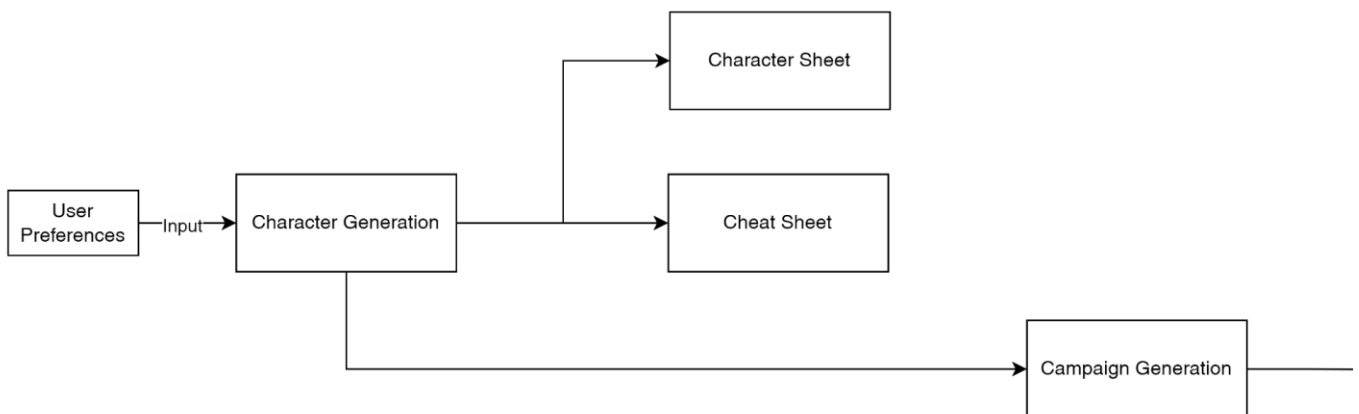 Character Sheet
User
Preferences
Input
Character Generation
Cheat Sheet
Campaign Generation